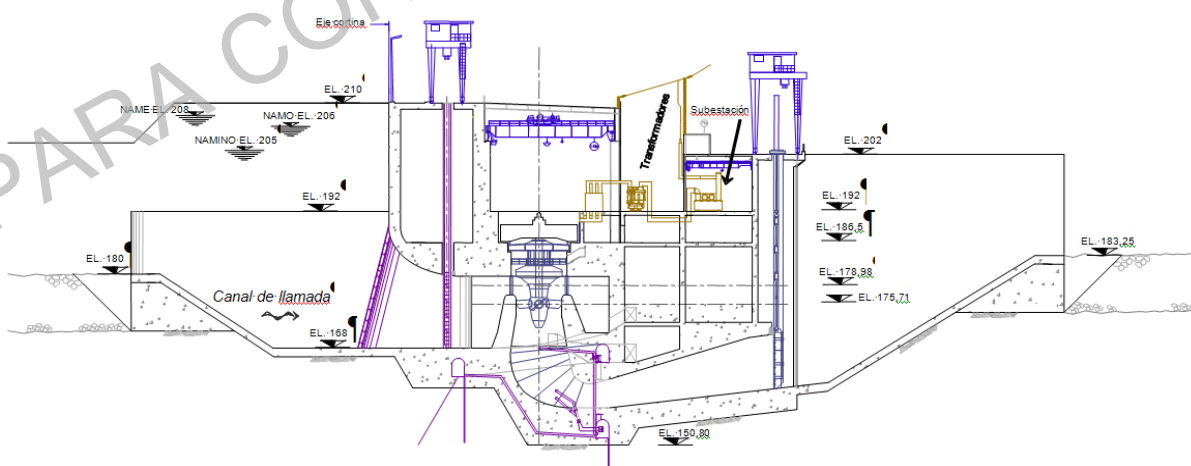 PARA CON
Eje cortina
EL. 210
NAME EL. 208
NAMO EL. 206
NAMINO EL. 205
Transformadores
Subestación
EL. 202
EL. 192
EL. 192
EL. 186,5
EL. 180
EL. 183,25
EL. 178,98
EL. 175,71
Canal de llamada
EL. 168
EL. 150,80